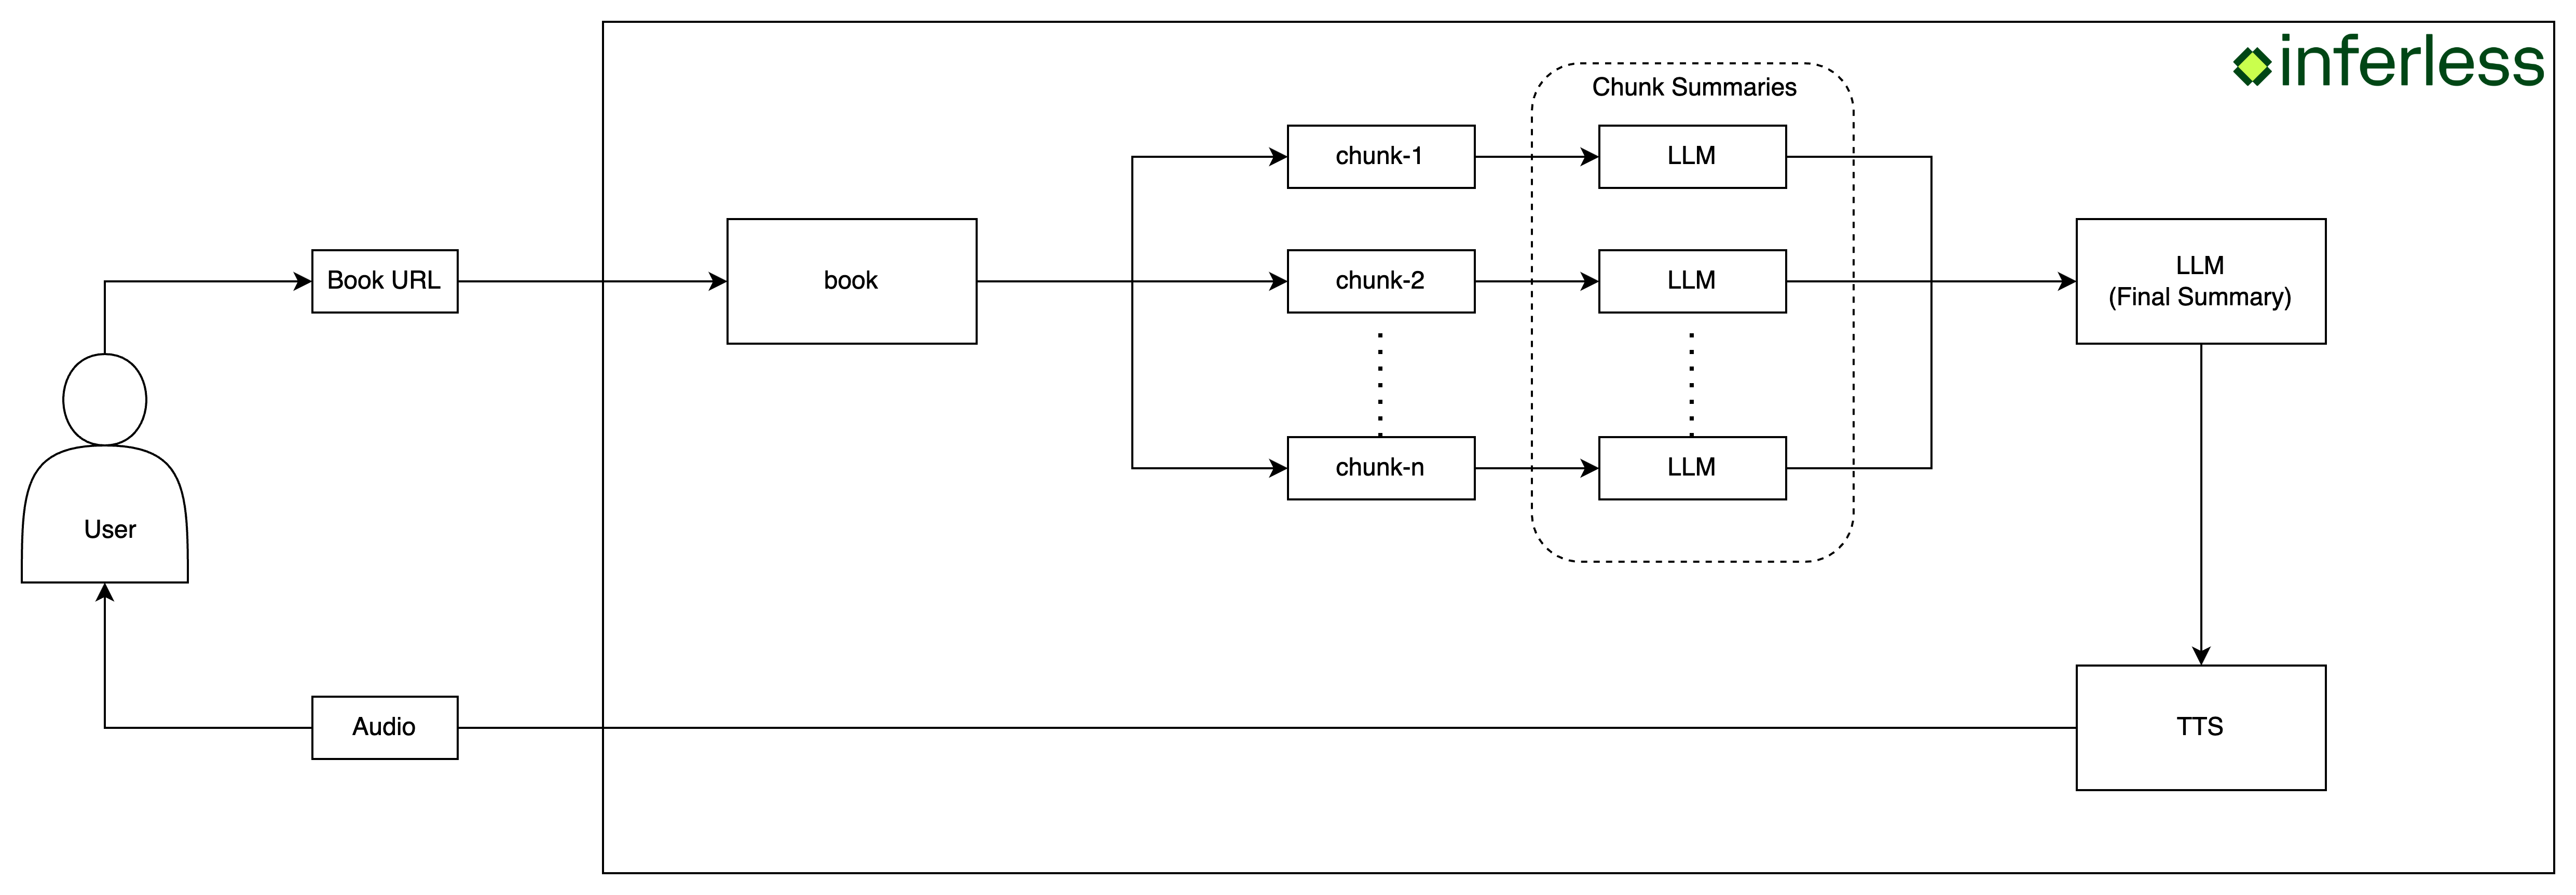 inferless
Chunk Summaries
chunk-1
LLM
Book URL
book
chunk-2
LLM
LLM
(Final Summary)
chunk-n
LLM
User
Audio
TTS